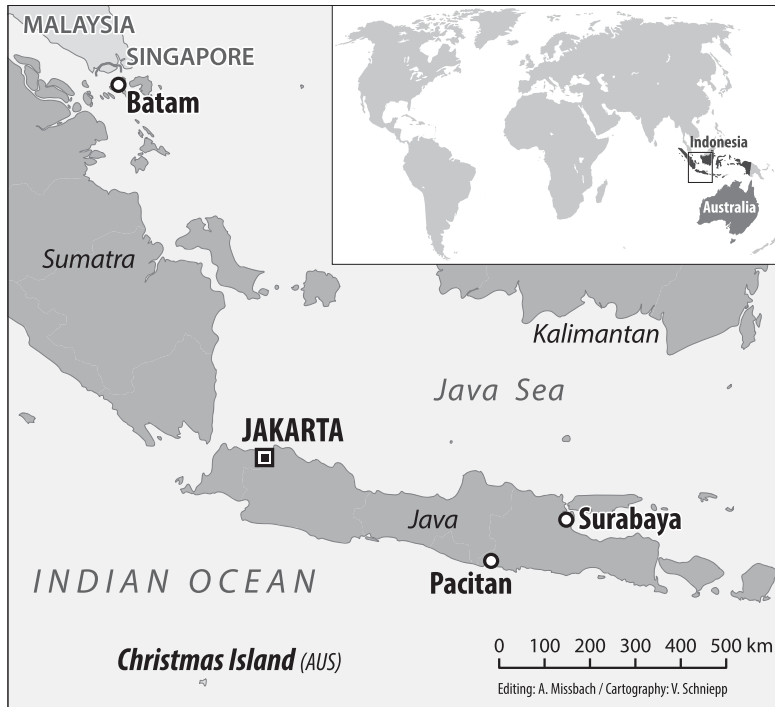 MALAYSIA
SINGAPORE
Batam
Indonesia
Australia
Sumatra
Kalimantan
Java Sea
JAKARTA
Java
Surabaya
Pacitan
INDIAN OCEAN
Christmas Island (AUS)
0 100 200 300 400 500 km
Editing: A. Missbach / Cartography: V. Schniepp